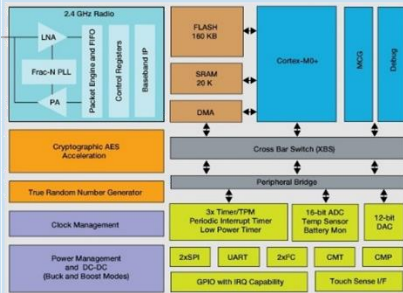 2.4 GHz Radio
LNA
Frac-N PLL
PA
Packet Engine and FIFO
Control Registers
Baseband IP
FLASH
160 KB
SRAM
20 K
DMA
Cortex-M0+
MCG
Debug
Cross Bar Switch (XBS)
Peripheral Bridge
Cryptographic AES
Acceleration
True Random Number Generator
Clock Management
Power Management
and DC-DC
(Buck and Boost Modes)
3x Timer/TPM
Periodic Interrupt Timer
Low Power Timer
16-bit ADC
Temp Sensor
Battery Mon
12-bit
DAC
2xSPI
UART
2xI²C
CMT
CMP
GPIO with IRQ Capability
Touch Sense I/F